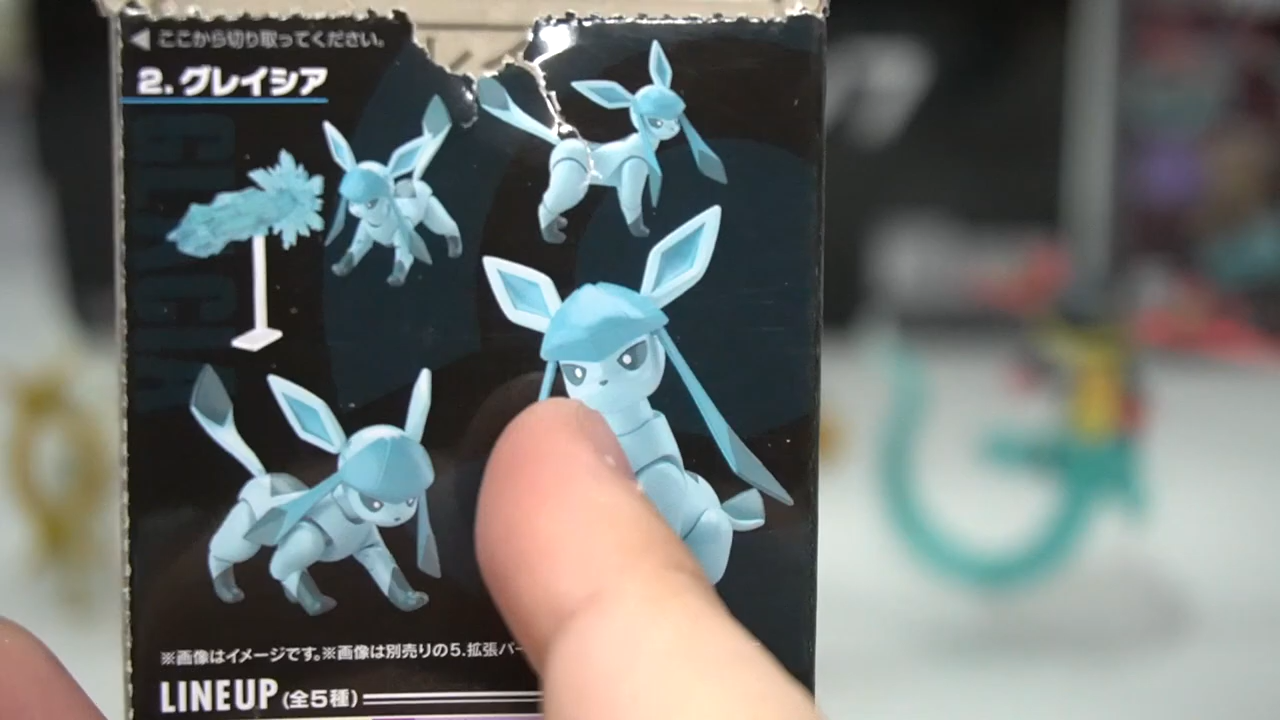 ◀ ここから切り取ってください。
2. グレイシア
GLACIA
※画像はイメージです。※画像は別売りの5.拡張パー
LINEUP (全5種)